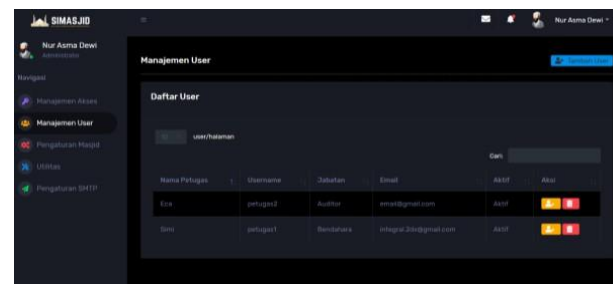 SIMASJID
Nur Asma Dewi
Nur Asma Dewi
Administrator
Navigasi
Manajemen Akses
Manajemen User
Pengaturan Masjid
Utilitas
Pengaturan SMTP
Manajemen User
Tambah User
Daftar User
10 user/halaman
Cari:
Nama Petugas Username Jabatan Email Aktif Aksi
Eca petugas2 Auditor email@gmail.com Aktif
Simi petugas1 Bendahara integral.2div@gmail.com Aktif